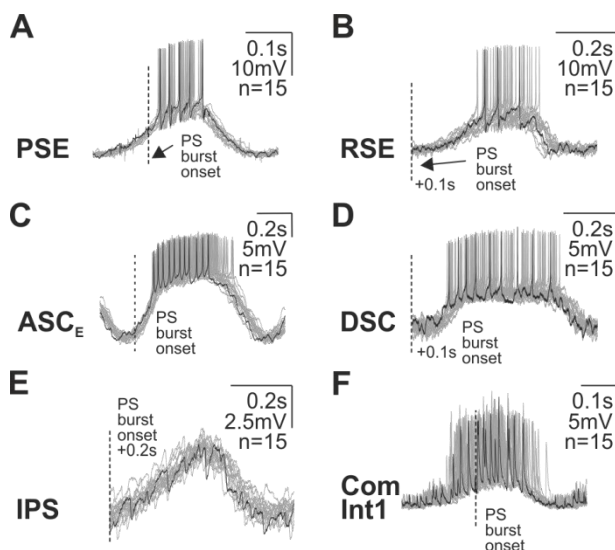 A
0.1s
10mV
n=15
PSE
PS
burst
onset
B
0.2s
10mV
n=15
RSE
+0.1s
PS
burst
onset
C
0.2s
5mV
n=15
ASCE
PS
burst
onset
D
0.2s
5mV
n=15
DSC
+0.1s
PS
burst
onset
E
PS
burst
onset
+0.2s
0.2s
2.5mV
n=15
IPS
F
0.1s
5mV
n=15
Com
Int1
PS
burst
onset